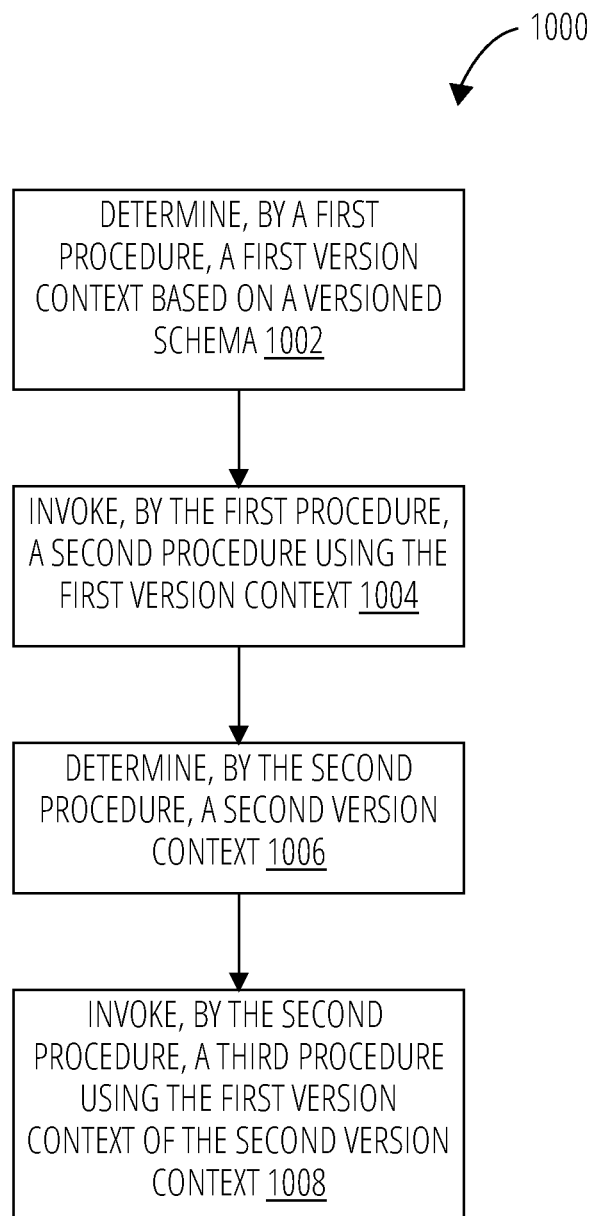 1000
DETERMINE, BY A FIRST
PROCEDURE, A FIRST VERSION
CONTEXT BASED ON A VERSIONED
SCHEMA 1002
INVOKE, BY THE FIRST PROCEDURE,
A SECOND PROCEDURE USING THE
FIRST VERSION CONTEXT 1004
DETERMINE, BY THE SECOND
PROCEDURE, A SECOND VERSION
CONTEXT 1006
INVOKE, BY THE SECOND
PROCEDURE, A THIRD PROCEDURE
USING THE FIRST VERSION
CONTEXT OF THE SECOND VERSION
CONTEXT 1008